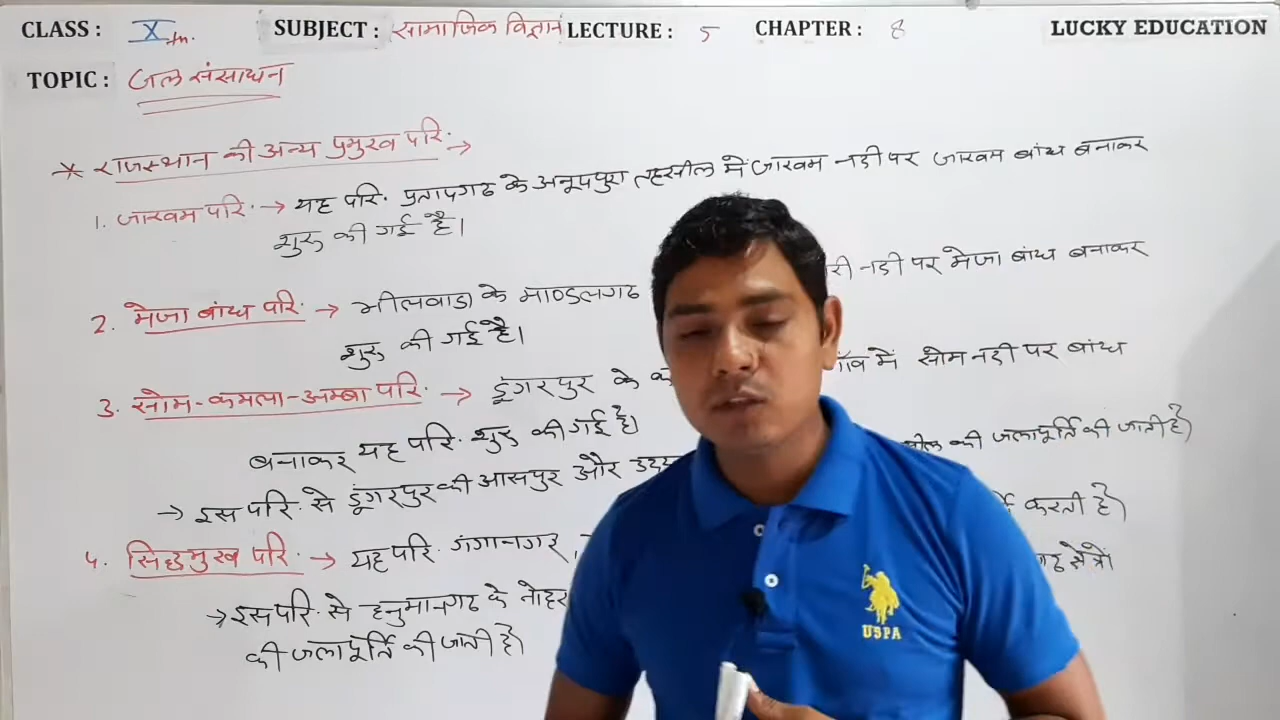 CLASS : X th. SUBJECT : सामाजिक विज्ञान LECTURE : 5 CHAPTER : 8 LUCKY EDUCATION
TOPIC : जल संसाधन
* राजस्थान की अन्य प्रमुख परि. →
1. जाखम परि. → यह परि. प्रतापगढ के अनूपपुरा तहसील में जाखम नदी पर जाखम बांध बनाकर
शुरु की गई है।
2. मेजा बांध परि. → भीलवाडा के माण्डलगढ री नदी पर मेजा बांध बनाकर
शुरु की गई है।
3. सोम-कमला-अम्बा परि. → डूंगरपुर के में सोम नदी पर बांध
बनाकर यह परि. शुरु की गई है।
→ इस परि. से डूंगरपुर की आसपुर और की जलापूर्ति की जाती है)
4. सिद्धमुख परि. → यह परि. गंगानगर, करती है)
→ इस परि. से हनुमानगढ के नोहर क्षेत्रो
की जलापूर्ति की जाती है)
USPA